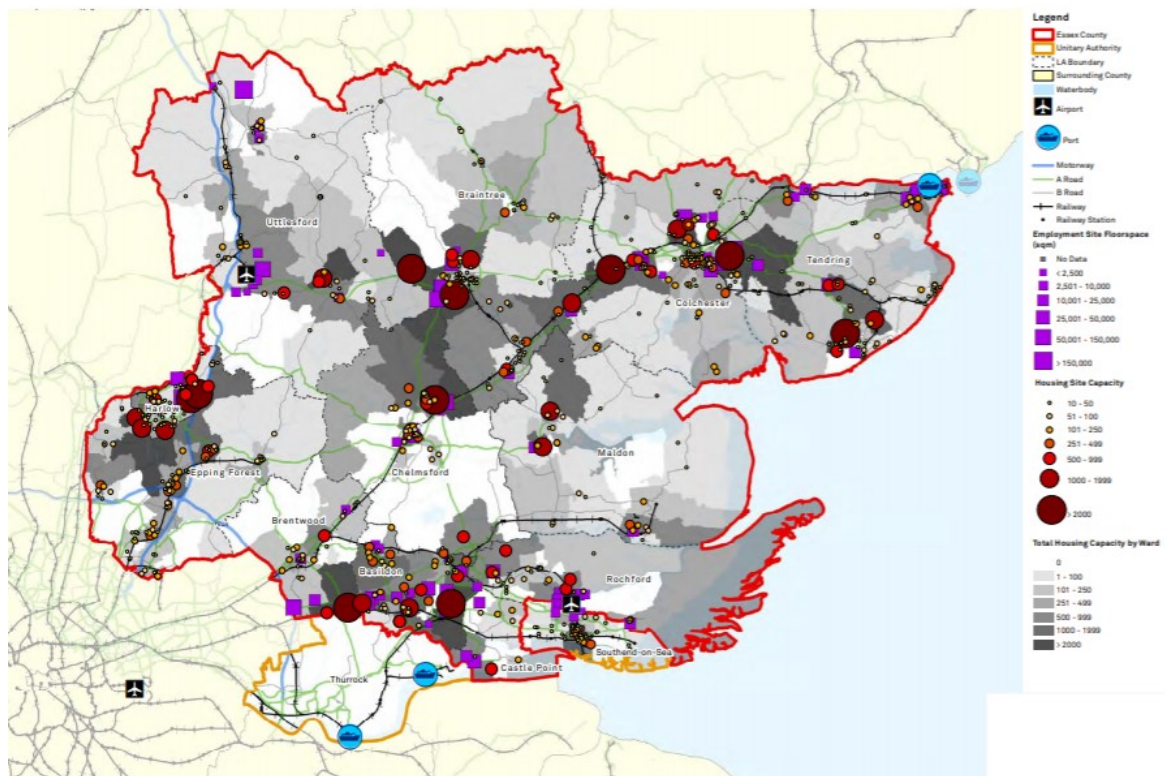 Legend
Essex County
Unitary Authority
LA Boundary
Surrounding County
Waterbody
Airport
Port
Motorway
A Road
B Road
Railway
Railway Station
Employment Site Floorspace
(sqm)
No Data
< 2,500
2,501 - 10,000
10,001 - 25,000
25,001 - 50,000
50,001 - 150,000
> 150,000
Housing Site Capacity
10 - 50
51 - 100
101 - 250
251 - 499
500 - 999
1000 - 1999
> 2000
Total Housing Capacity by Ward
0
1 - 100
101 - 250
251 - 499
500 - 999
1000 - 1999
> 2000
Braintree
Uttlesford
Tendring
Colchester
Harlow
Maldon
Epping Forest
Chelmsford
Brentwood
Basildon
Rochford
Southend-on-Sea
Castle Point
Thurrock